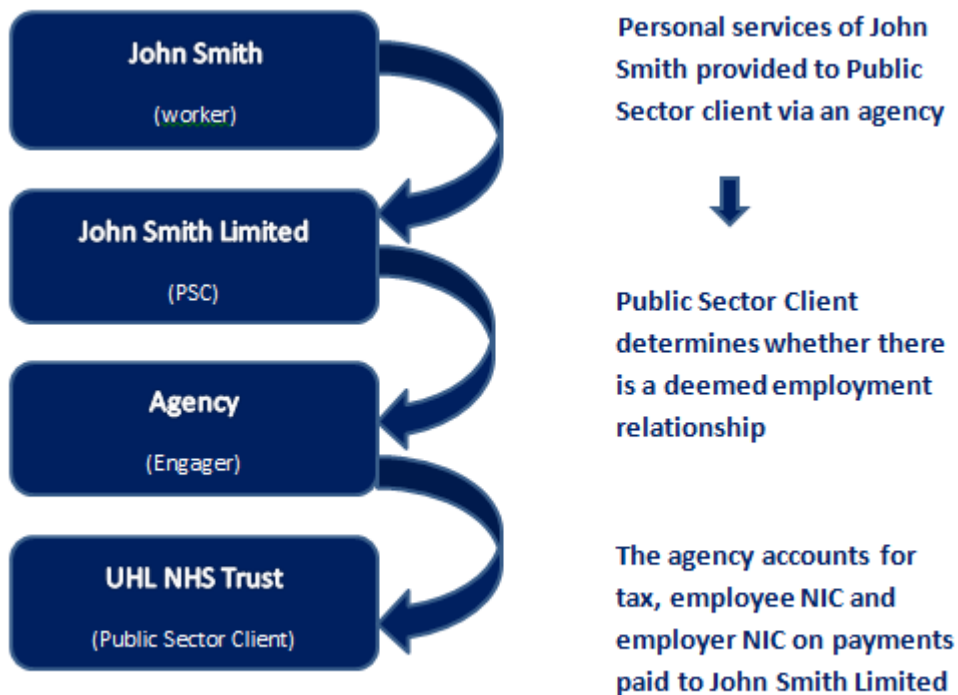 John Smith
(worker)
John Smith Limited
(PSC)
Agency
(Engager)
UHL NHS Trust
(Public Sector Client)
Personal services of John
Smith provided to Public
Sector client via an agency
Public Sector Client
determines whether there
is a deemed employment
relationship
The agency accounts for
tax, employee NIC and
employer NIC on payments
paid to John Smith Limited